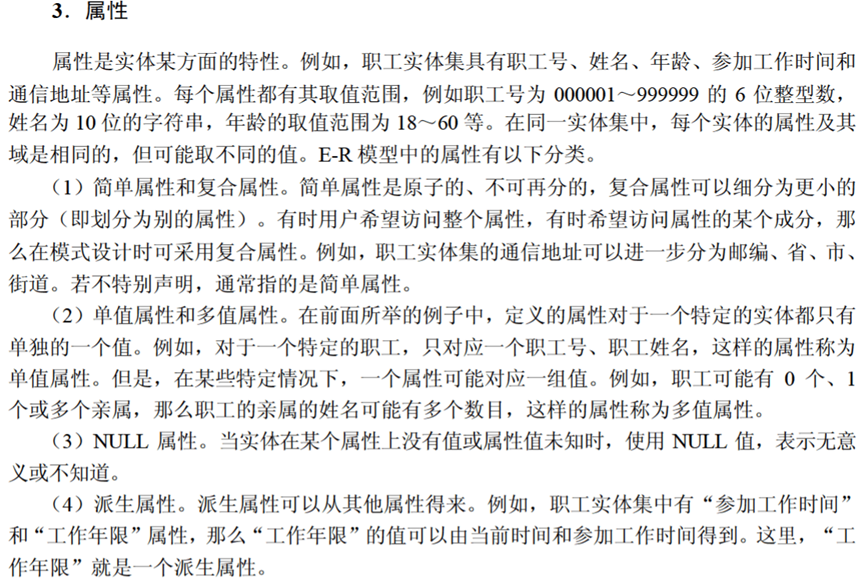 3．属性
属性是实体某方面的特性。例如，职工实体集具有职工号、姓名、年龄、参加工作时间和
通信地址等属性。每个属性都有其取值范围，例如职工号为 000001～999999 的 6 位整型数，
姓名为 10 位的字符串，年龄的取值范围为 18～60 等。在同一实体集中，每个实体的属性及其
域是相同的，但可能取不同的值。E-R 模型中的属性有以下分类。
（1）简单属性和复合属性。简单属性是原子的、不可再分的，复合属性可以细分为更小的
部分（即划分为别的属性）。有时用户希望访问整个属性，有时希望访问属性的某个成分，那
么在模式设计时可采用复合属性。例如，职工实体集的通信地址可以进一步分为邮编、省、市、
街道。若不特别声明，通常指的是简单属性。
（2）单值属性和多值属性。在前面所举的例子中，定义的属性对于一个特定的实体都只有
单独的一个值。例如，对于一个特定的职工，只对应一个职工号、职工姓名，这样的属性称为
单值属性。但是，在某些特定情况下，一个属性可能对应一组值。例如，职工可能有 0 个、1
个或多个亲属，那么职工的亲属的姓名可能有多个数目，这样的属性称为多值属性。
（3）NULL 属性。当实体在某个属性上没有值或属性值未知时，使用 NULL 值，表示无意
义或不知道。
（4）派生属性。派生属性可以从其他属性得来。例如，职工实体集中有“参加工作时间”
和“工作年限”属性，那么“工作年限”的值可以由当前时间和参加工作时间得到。这里，“工
作年限”就是一个派生属性。